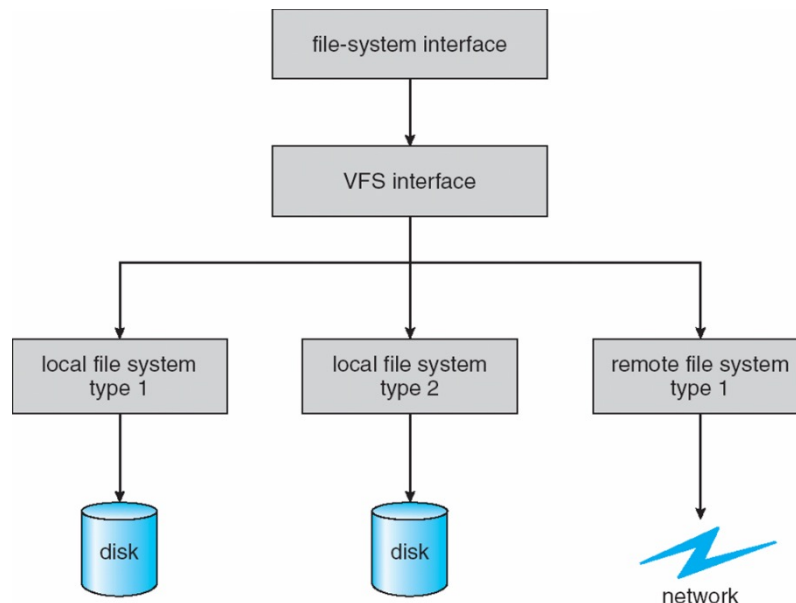 file-system interface
VFS interface
local file system
type 1
local file system
type 2
remote file system
type 1
disk
disk
network